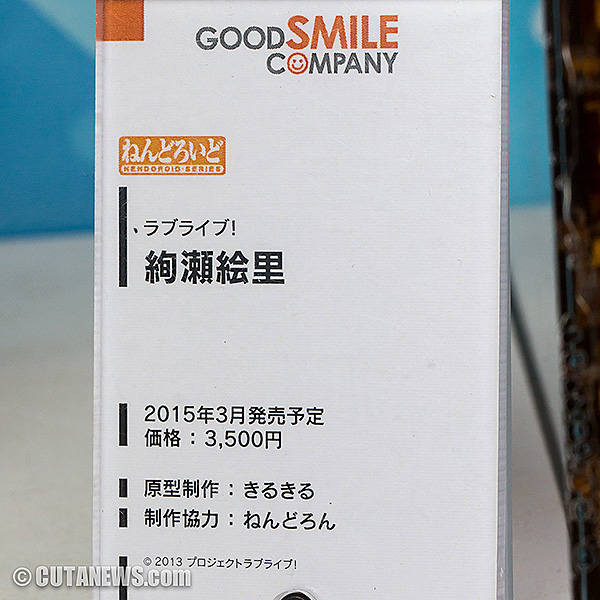 GOODSMILE
COMPANY
ねんどろいど
NENDOROID・SERIES
ラブライブ!
絢瀬絵里
2015年3月発売予定
価格：3,500円
原型制作：きるきる
制作協力：ねんどろん
© 2013 プロジェクトラブライブ!
© CUTANEWS.com